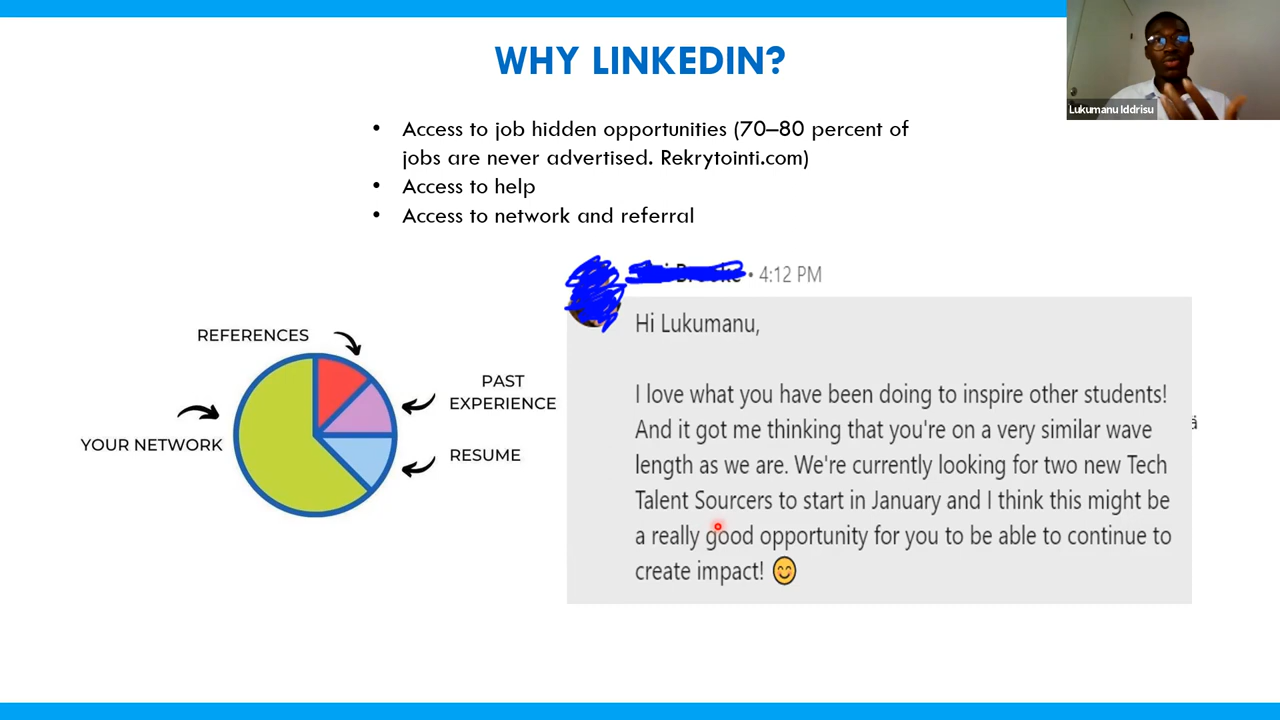 WHY LINKEDIN?
Lukumanu Iddrisu
• Access to job hidden opportunities (70–80 percent of
jobs are never advertised. Rekrytointi.com)
• Access to help
• Access to network and referral
• 4:12 PM
Hi Lukumanu,
I love what you have been doing to inspire other students!
And it got me thinking that you're on a very similar wave
length as we are. We're currently looking for two new Tech
Talent Sourcers to start in January and I think this might be
a really good opportunity for you to be able to continue to
create impact! 😊
REFERENCES
PAST
EXPERIENCE
YOUR NETWORK
RESUME
ä